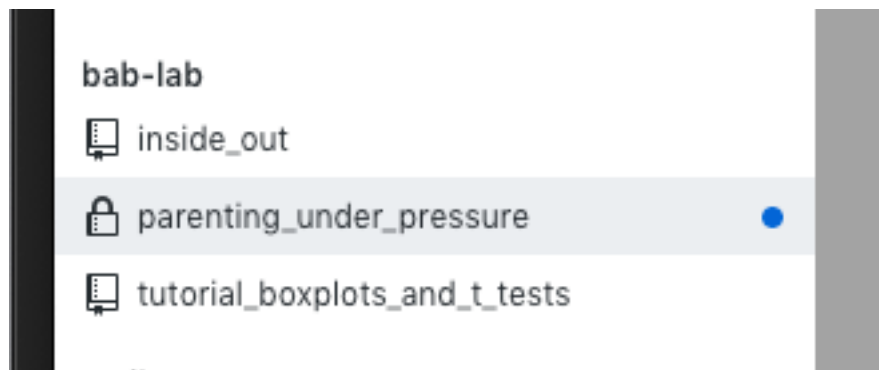 bab-lab
inside_out
parenting_under_pressure
tutorial_boxplots_and_t_tests